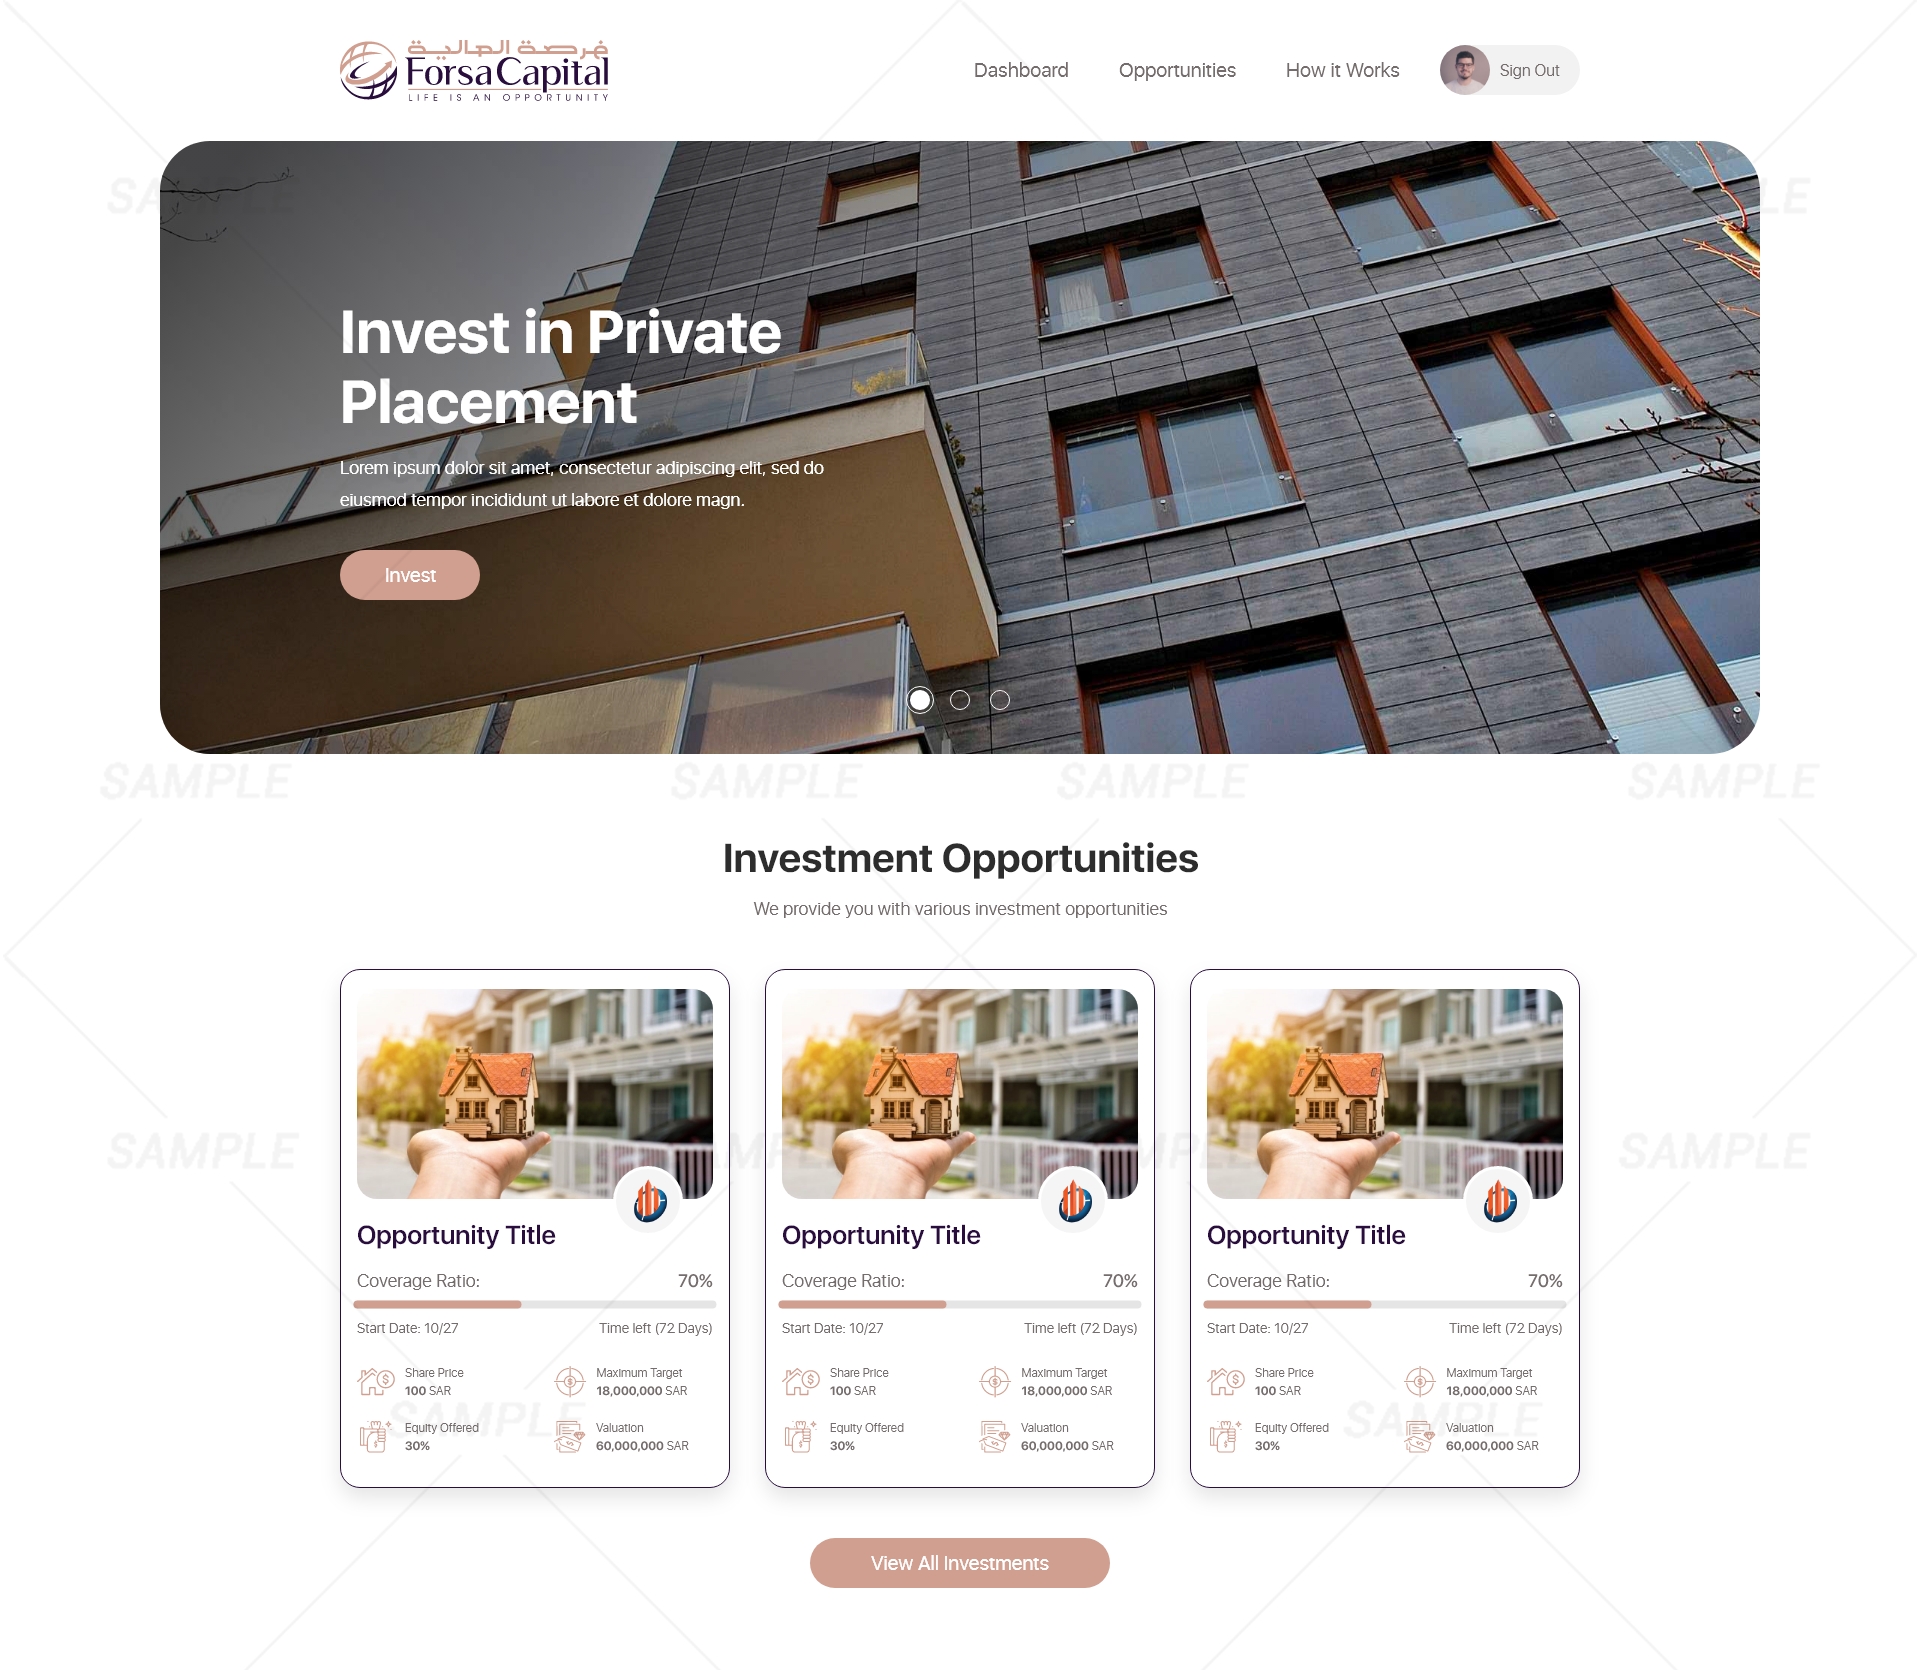 فرصة المالية
Forsa Capital
LIFE IS AN OPPORTUNITY
Dashboard
Opportunities
How it Works
Sign Out
Invest in Private
Placement
Lorem ipsum dolor sit amet, consectetur adipiscing elit, sed do
eiusmod tempor incididunt ut labore et dolore magn.
Invest
SAMPLE SAMPLE SAMPLE SAMPLE
Investment Opportunities
We provide you with various investment opportunities
SAMPLE SAMPLE
Opportunity Title
Coverage Ratio: 70%
Start Date: 10/27 Time left (72 Days)
Share Price
100 SAR
Maximum Target
18,000,000 SAR
Equity Offered
30%
Valuation
60,000,000 SAR
SAMPLE
Opportunity Title
Coverage Ratio: 70%
Start Date: 10/27 Time left (72 Days)
Share Price
100 SAR
Maximum Target
18,000,000 SAR
Equity Offered
30%
Valuation
60,000,000 SAR
Opportunity Title
Coverage Ratio: 70%
Start Date: 10/27 Time left (72 Days)
Share Price
100 SAR
Maximum Target
18,000,000 SAR
Equity Offered
30%
Valuation
60,000,000 SAR
SAMPLE
View All Investments